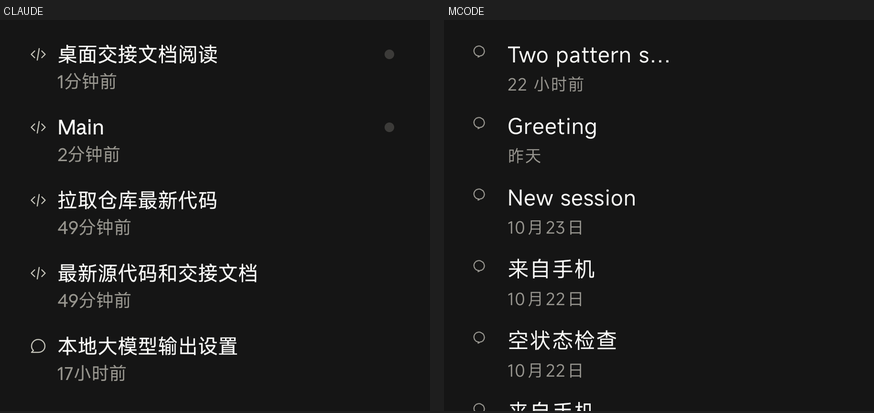 CLAUDE
桌面交接文档阅读
1分钟前
Main
2分钟前
拉取仓库最新代码
49分钟前
最新源代码和交接文档
49分钟前
本地大模型输出设置
17小时前
MCODE
Two pattern s...
22 小时前
Greeting
昨天
New session
10月23日
来自手机
10月22日
空状态检查
10月22日
来自手机